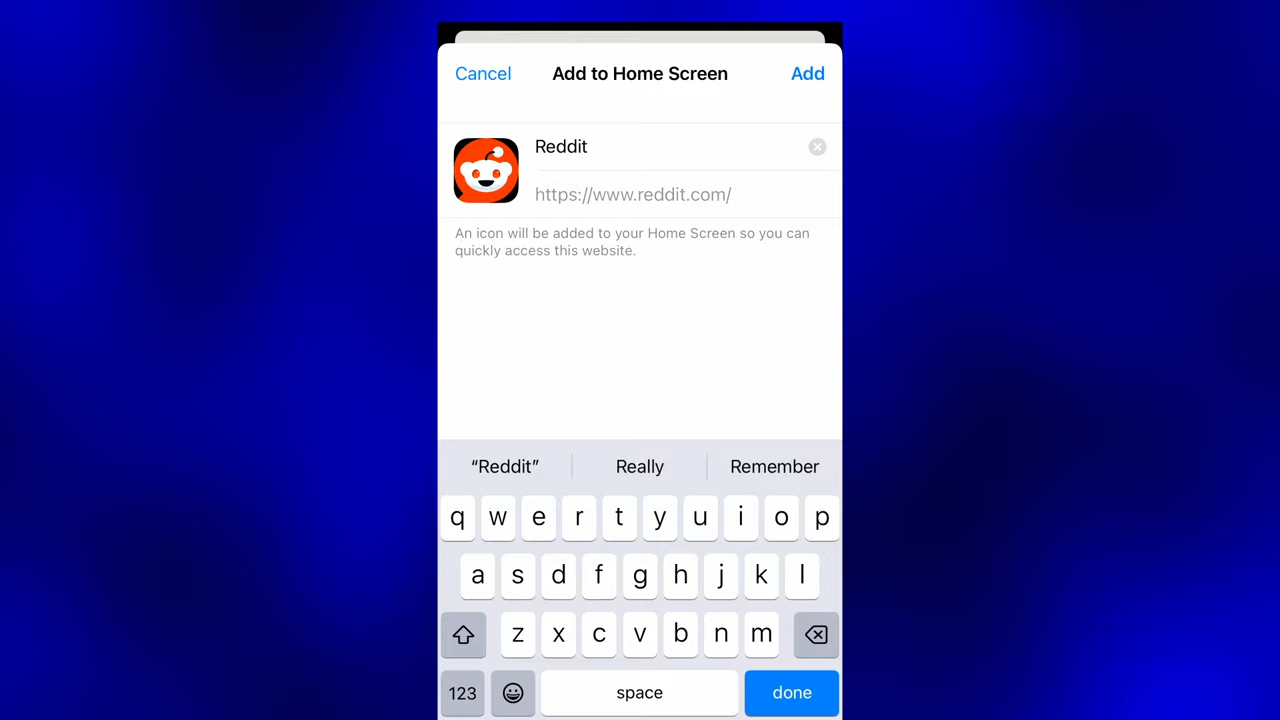 Cancel Add to Home Screen Add
Reddit
https://www.reddit.com/
An icon will be added to your Home Screen so you can
quickly access this website.
“Reddit” Really Remember
q w e r t y u i o p
a s d f g h j k l
z x c v b n m
123 space done